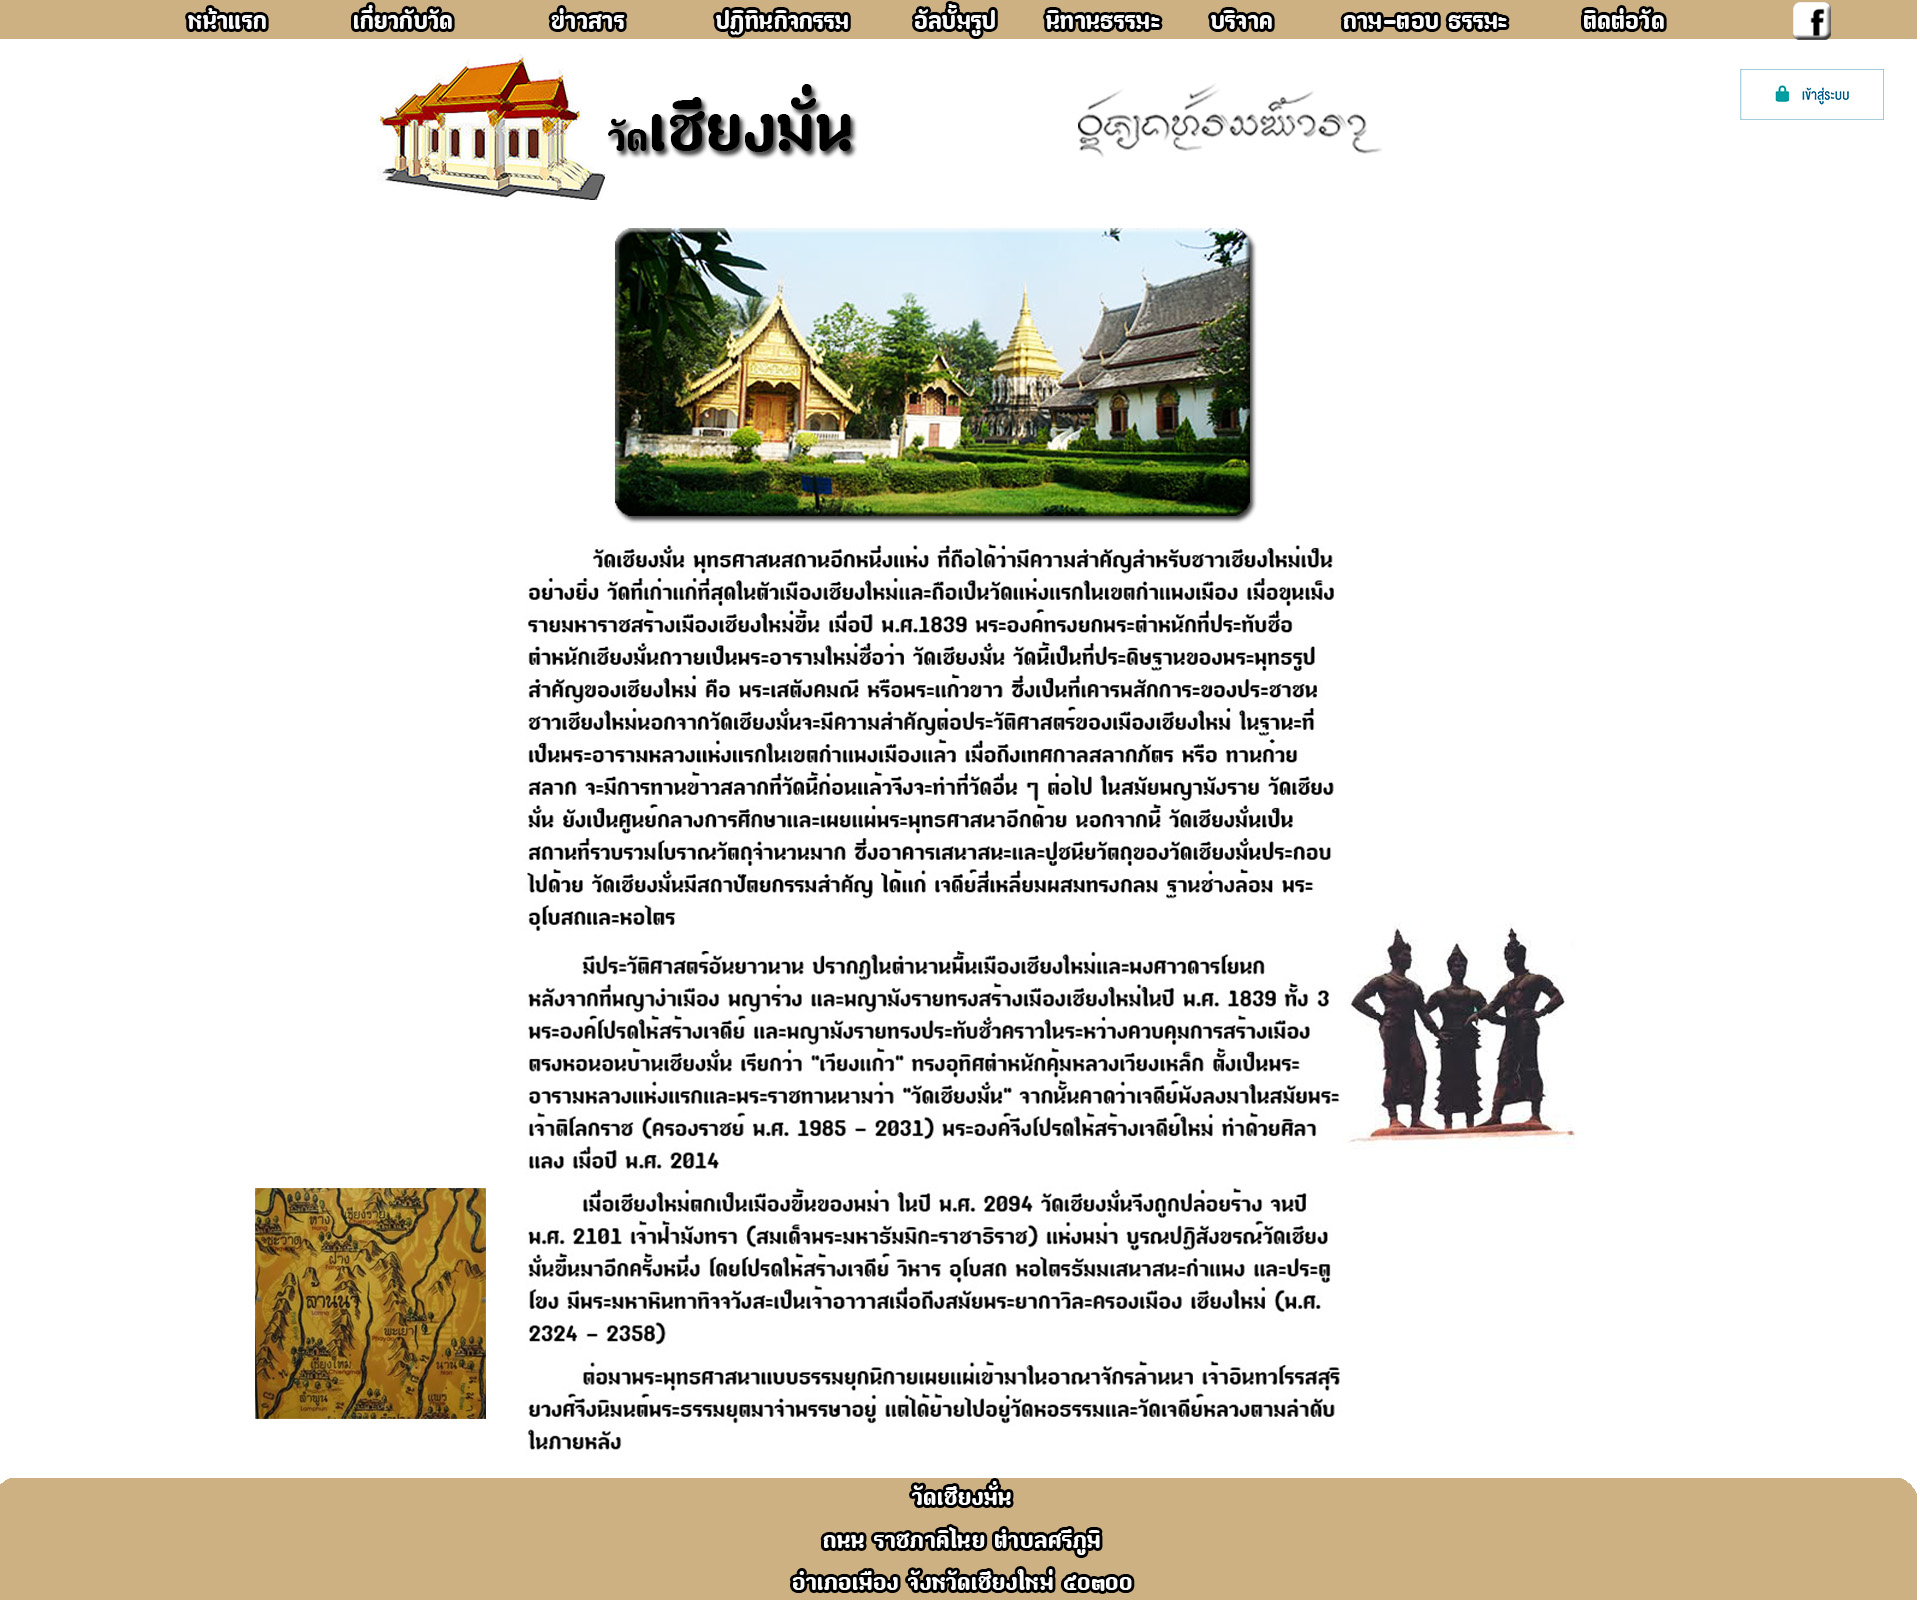 หน้าแรก เกี่ยวกับวัด ข่าวสาร ปฏิทินกิจกรรม อัลบั้มรูป นิทานธรรมะ บริจาค ถาม-ตอบ ธรรมะ ติดต่อวัด f
เข้าสู่ระบบ
วัดเชียงมั่น
วัดเชียงมั่น พุทธศาสนสถานอีกหนึ่งแห่ง ที่ถือได้ว่ามีความสำคัญสำหรับชาวเชียงใหม่เป็น
อย่างยิ่ง วัดที่เก่าแก่ที่สุดในตัวเมืองเชียงใหม่และถือเป็นวัดแห่งแรกในเขตกำแพงเมือง เมื่อขุนเม็ง
รายมหาราชสร้างเมืองเชียงใหม่ขึ้น เมื่อปี พ.ศ.1839 พระองค์ทรงยกพระตำหนักที่ประทับชื่อ
ตำหนักเชียงมั่นถวายเป็นพระอารามใหม่ชื่อว่า วัดเชียงมั่น วัดนี้เป็นที่ประดิษฐานของพระพุทธรูป
สำคัญของเชียงใหม่ คือ พระเสตังคมณี หรือพระแก้วขาว ซึ่งเป็นที่เคารพสักการะของประชาชน
ชาวเชียงใหม่นอกจากวัดเชียงมั่นจะมีความสำคัญต่อประวัติศาสตร์ของเมืองเชียงใหม่ ในฐานะที่
เป็นพระอารามหลวงแห่งแรกในเขตกำแพงเมืองแล้ว เมื่อถึงเทศกาลสลากภัตร หรือ ทานก๋วย
สลาก จะมีการทานข้าวสลากที่วัดนี้ก่อนแล้วจึงจะทำที่วัดอื่น ๆ ต่อไป ในสมัยพญามังราย วัดเชียง
มั่น ยังเป็นศูนย์กลางการศึกษาและเผยแผ่พระพุทธศาสนาอีกด้วย นอกจากนี้ วัดเชียงมั่นเป็น
สถานที่รวบรวมโบราณวัตถุจำนวนมาก ซึ่งอาคารเสนาสนะและปูชนียวัตถุของวัดเชียงมั่นประกอบ
ไปด้วย วัดเชียงมั่นมีสถาปัตยกรรมสำคัญ ได้แก่ เจดีย์สี่เหลี่ยมผสมทรงกลม ฐานช่างล้อม พระ
อุโบสถและหอไตร
มีประวัติศาสตร์อันยาวนาน ปรากฏในตำนานพื้นเมืองเชียงใหม่และพงศาวดารโยนก
หลังจากที่พญางำเมือง พญาร่วง และพญามังรายทรงสร้างเมืองเชียงใหม่ในปี พ.ศ. 1839 ทั้ง 3
พระองค์โปรดให้สร้างเจดีย์ และพญามังรายทรงประทับชั่วคราวในระหว่างควบคุมการสร้างเมือง
ตรงหอนอนบ้านเชียงมั่น เรียกว่า "เวียงแก้ว" ทรงอุทิศตำหนักคุ้มหลวงเวียงเหล็ก ตั้งเป็นพระ
อารามหลวงแห่งแรกและพระราชทานนามว่า "วัดเชียงมั่น" จากนั้นคาดว่าเจดีย์พังลงมาในสมัยพระ
เจ้าติโลกราช (ครองราชย์ พ.ศ. 1985 – 2031) พระองค์จึงโปรดให้สร้างเจดีย์ใหม่ ทำด้วยศิลา
แลง เมื่อปี พ.ศ. 2014
เมื่อเชียงใหม่ตกเป็นเมืองขึ้นของพม่า ในปี พ.ศ. 2094 วัดเชียงมั่นจึงถูกปล่อยร้าง จนปี
พ.ศ. 2101 เจ้าฟ้ามังทรา (สมเด็จพระมหาธัมมิกะราชาธิราช) แห่งพม่า บูรณปฏิสังขรณ์วัดเชียง
มั่นขึ้นมาอีกครั้งหนึ่ง โดยโปรดให้สร้างเจดีย์ วิหาร อุโบสถ หอไตรธัมมเสนาสนะกำแพง และประตู
โขง มีพระมหาหินทาทิจจวังสะเป็นเจ้าอาวาสเมื่อถึงสมัยพระยากาวิละครองเมือง เชียงใหม่ (พ.ศ.
2324 – 2358)
ต่อมาพระพุทธศาสนาแบบธรรมยุกนิกายเผยแผ่เข้ามาในอาณาจักรล้านนา เจ้าอินทวโรรสสุริ
ยวงศ์จึงนิมนต์พระธรรมยุตมาจำพรรษาอยู่ แต่ได้ย้ายไปอยู่วัดหอธรรมและวัดเจดีย์หลวงตามลำดับ
ในภายหลัง
ฝาง
ลานนา
พะเยา
เชียงใหม่
น่าน
ลำพูน
แพร่
วัดเชียงมั่น
ถนน ราชภาคิไนย ตำบลศรีภูมิ
อำเภอเมือง จังหวัดเชียงใหม่ ๕๐๓๐๐